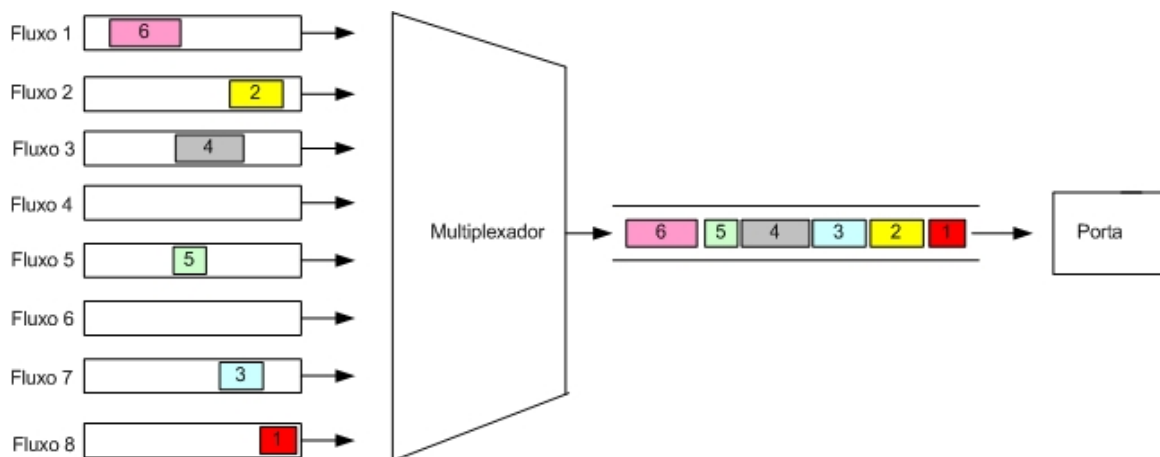 Fluxo 1
6
Fluxo 2
2
Fluxo 3
4
Fluxo 4
Fluxo 5
5
Fluxo 6
Fluxo 7
3
Fluxo 8
1
Multiplexador
6 5 4 3 2 1
Porta